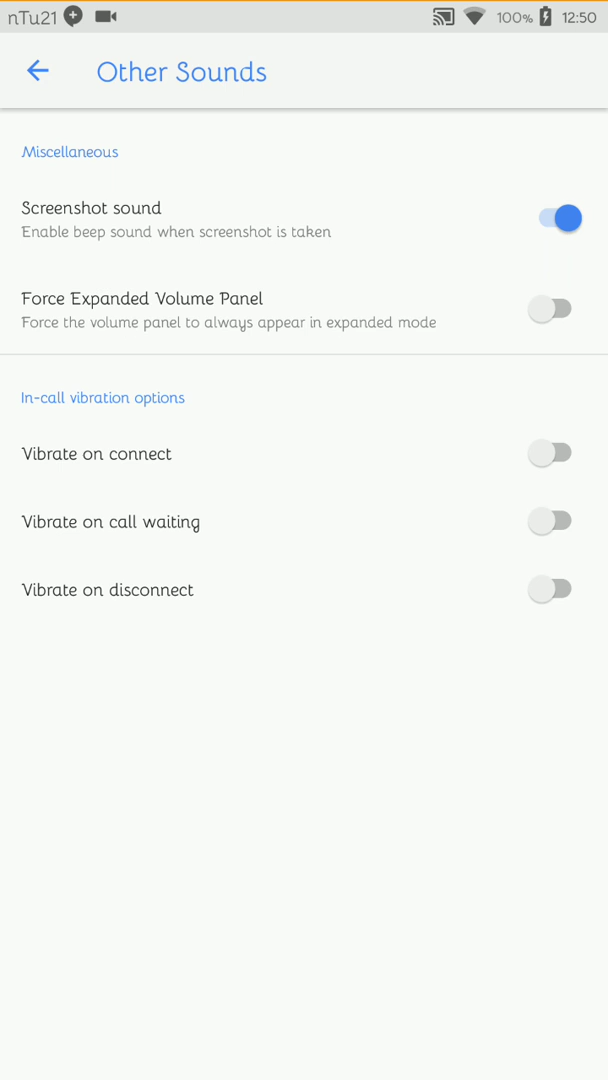 nTu21 100% 12:50
Other Sounds
Miscellaneous
Screenshot sound
Enable beep sound when screenshot is taken
Force Expanded Volume Panel
Force the volume panel to always appear in expanded mode
In-call vibration options
Vibrate on connect
Vibrate on call waiting
Vibrate on disconnect